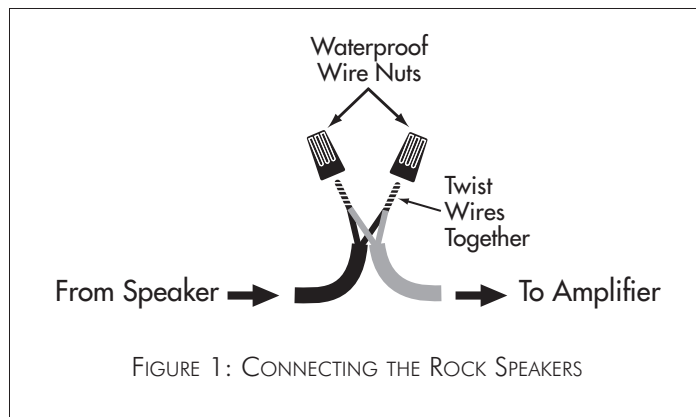 Waterproof
Wire Nuts
Twist
Wires
Together
From Speaker
To Amplifier
FIGURE 1: CONNECTING THE ROCK SPEAKERS